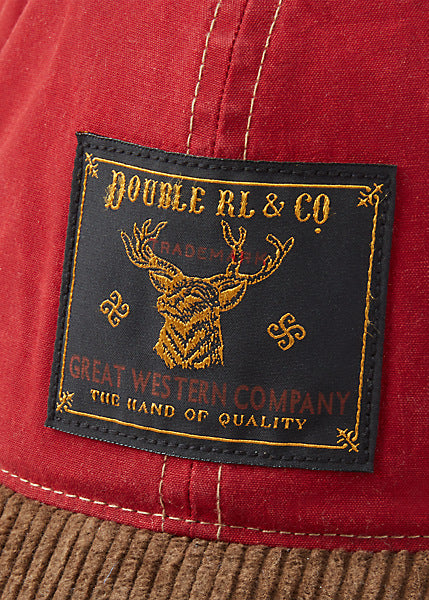 DOUBLE RL & CO.
TRADEMARK
GREAT WESTERN COMPANY
THE HAND OF QUALITY